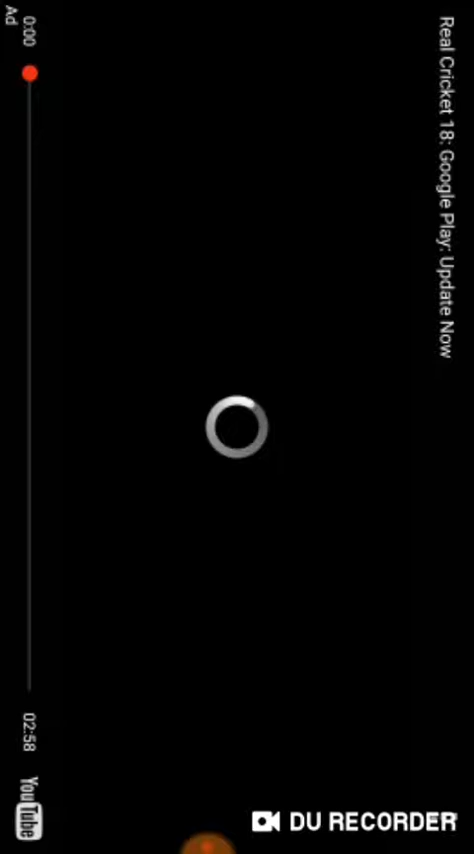 Real Cricket 18: Google Play: Update Now
0:00
02:58
YouTube
Ad
DU RECORDER